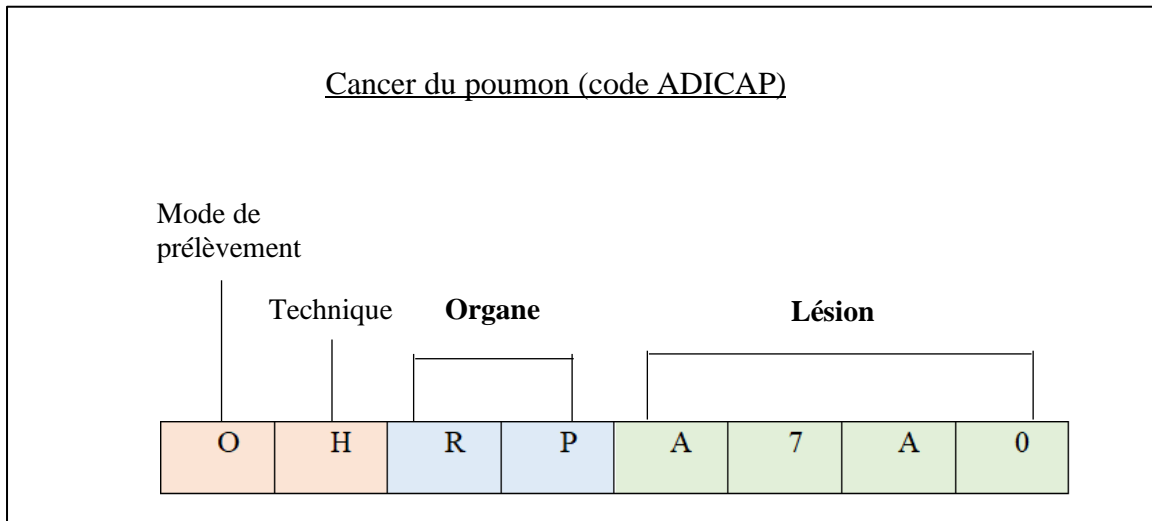 Cancer du poumon (code ADICAP)
Mode de
prélèvement
Technique Organe Lésion
O H R P A 7 A 0